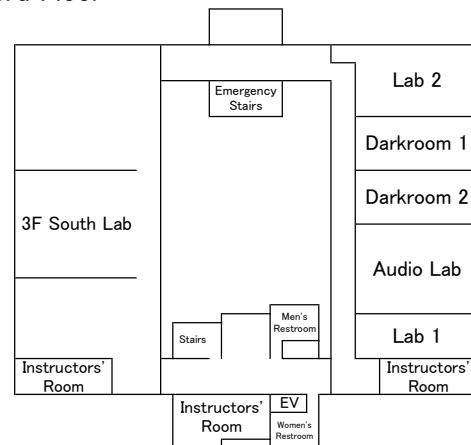 Emergency
Stairs
Lab 2
Darkroom 1
Darkroom 2
3F South Lab
Audio Lab
Men's
Restroom
Stairs
Lab 1
Instructors'
Room
Instructors'
Room
Instructors'
Room
EV
Women's
Restroom